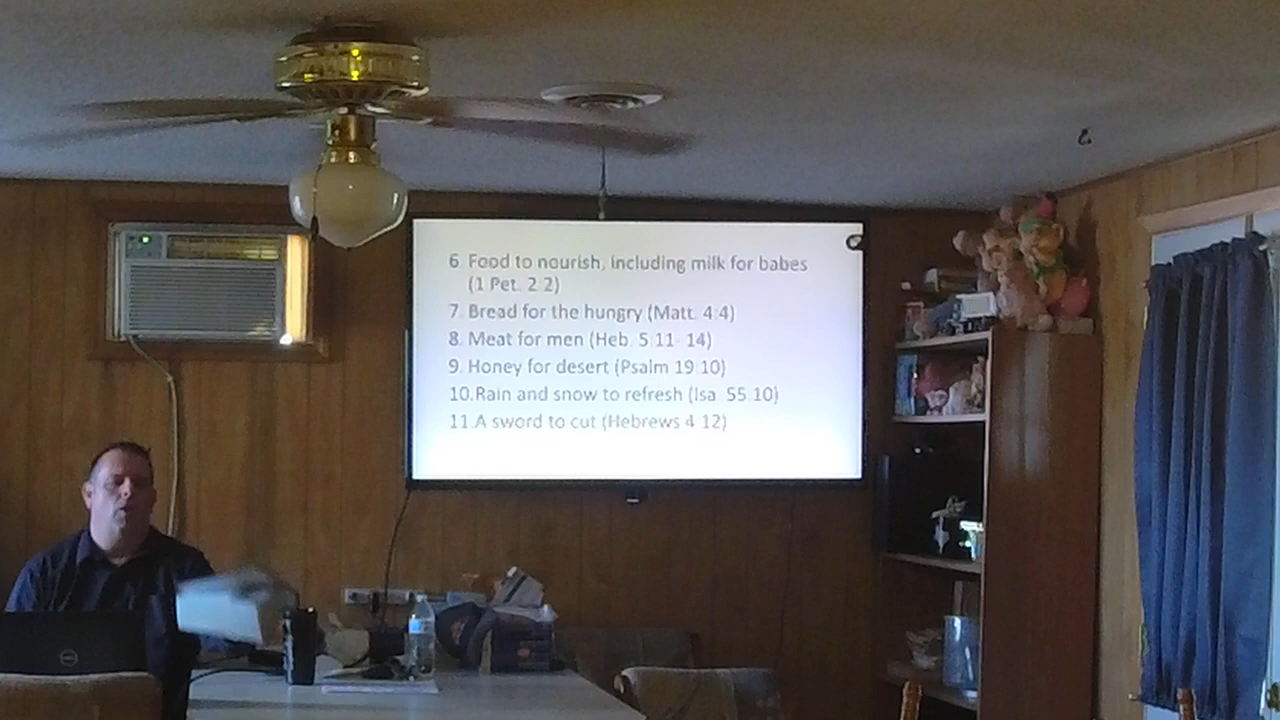 6. Food to nourish, including milk for babes
(1 Pet. 2:2)
7. Bread for the hungry (Matt. 4:4)
8. Meat for men (Heb. 5:11- 14)
9. Honey for desert (Psalm 19:10)
10.Rain and snow to refresh (Isa. 55:10)
11.A sword to cut (Hebrews 4:12)
DELL